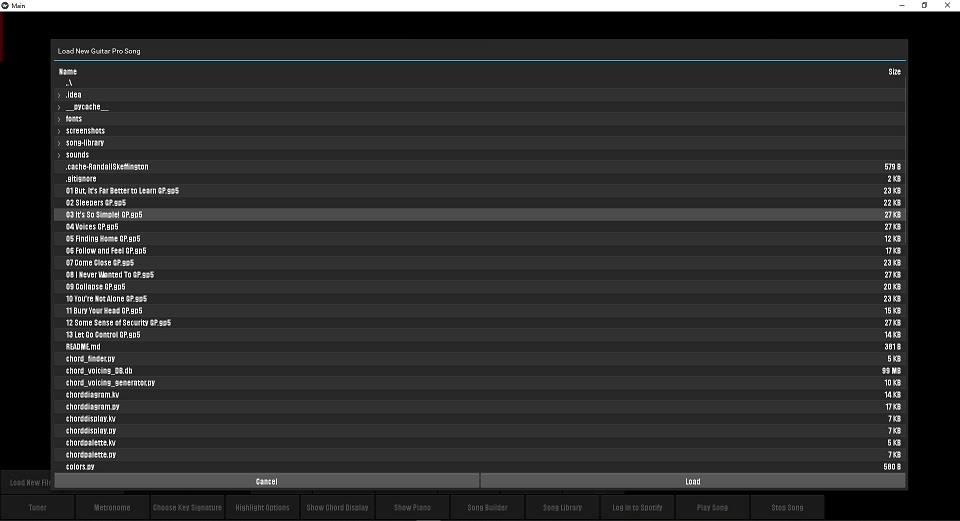 Main
Load New Guitar Pro Song
Name Size
..\
.idea
__pycache__
fonts
screenshots
song-library
sounds
.cache-RandallSkeffington 579 B
.gitignore 2 KB
01 But, It's Far Better to Learn GP.gp5 23 KB
02 Sleepers GP.gp5 22 KB
03 It's So Simple! GP.gp5 27 KB
04 Voices GP.gp5 27 KB
05 Finding Home GP.gp5 12 KB
06 Follow and Feel GP.gp5 17 KB
07 Come Close GP.gp5 23 KB
08 I Never Wanted To GP.gp5 27 KB
09 Collapse GP.gp5 20 KB
10 You're Not Alone GP.gp5 23 KB
11 Bury Your Head GP.gp5 15 KB
12 Some Sense of Security GP.gp5 27 KB
13 Let Go Control GP.gp5 14 KB
README.md 381 B
chord_finder.py 5 KB
chord_voicing_DB.db 99 MB
chord_voicing_generator.py 10 KB
chorddiagram.kv 14 KB
chorddiagram.py 17 KB
chorddisplay.kv 7 KB
chorddisplay.py 7 KB
chordpalette.kv 5 KB
chordpalette.py 7 KB
colors.py 580 B
Load New File
Cancel Load
Tuner Metronome Choose Key Signature Highlight Options Show Chord Display Show Piano Song Builder Song Library Log in to Spotify Play Song Stop Song